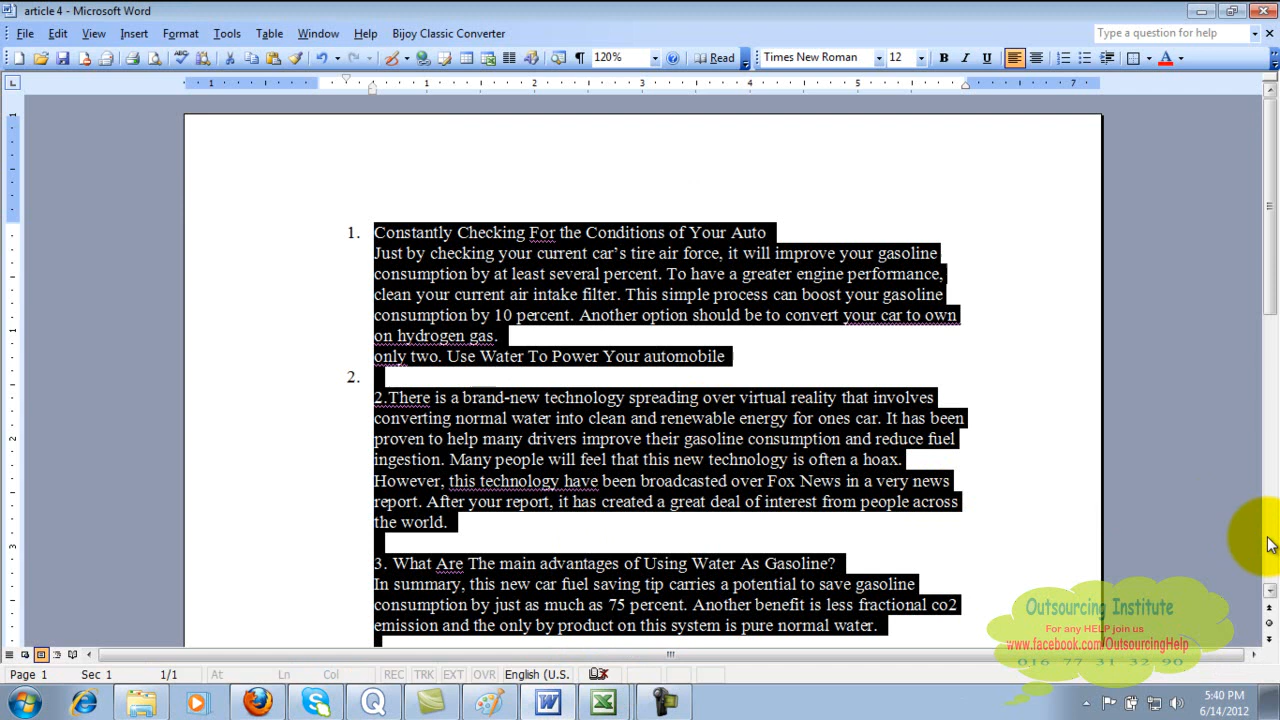 article 4 - Microsoft Word
File Edit View Insert Format Tools Table Window Help Bijoy Classic Converter
Type a question for help
120% Read Times New Roman 12 B I U A
1 1 2 3 4 5 7
1. Constantly Checking For the Conditions of Your Auto
Just by checking your current car's tire air force, it will improve your gasoline
consumption by at least several percent. To have a greater engine performance,
clean your current air intake filter. This simple process can boost your gasoline
consumption by 10 percent. Another option should be to convert your car to own
on hydrogen gas.
only two. Use Water To Power Your automobile
2.
2.There is a brand-new technology spreading over virtual reality that involves
converting normal water into clean and renewable energy for ones car. It has been
proven to help many drivers improve their gasoline consumption and reduce fuel
ingestion. Many people will feel that this new technology is often a hoax.
However, this technology have been broadcasted over Fox News in a very news
report. After your report, it has created a great deal of interest from people across
the world.
3. What Are The main advantages of Using Water As Gasoline?
In summary, this new car fuel saving tip carries a potential to save gasoline
consumption by just as much as 75 percent. Another benefit is less fractional co2
emission and the only by product on this system is pure normal water.
Outsourcing Institute
For any HELP join us
www.facebook.com/OutsourcingHelp
016 77 31 32 90
Page 1 Sec 1 1/1 At Ln Col REC TRK EXT OVR English (U.S.
5:40 PM
6/14/2012